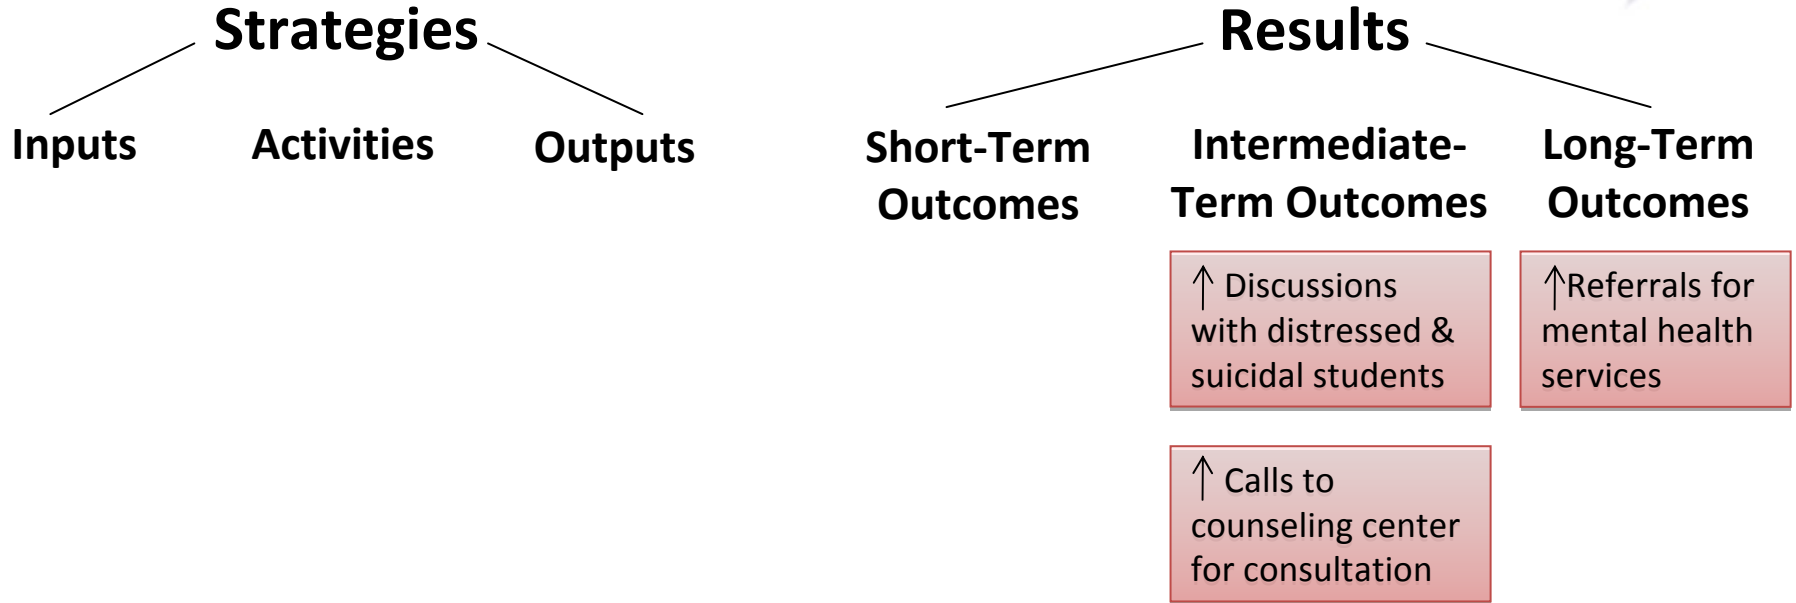 Strategies
Results
Inputs
Activities
Outputs
Short-Term
Outcomes
Intermediate-
Term Outcomes
Long-Term
Outcomes
↑ Discussions
with distressed &
suicidal students
↑Referrals for
mental health
services
↑ Calls to
counseling center
for consultation